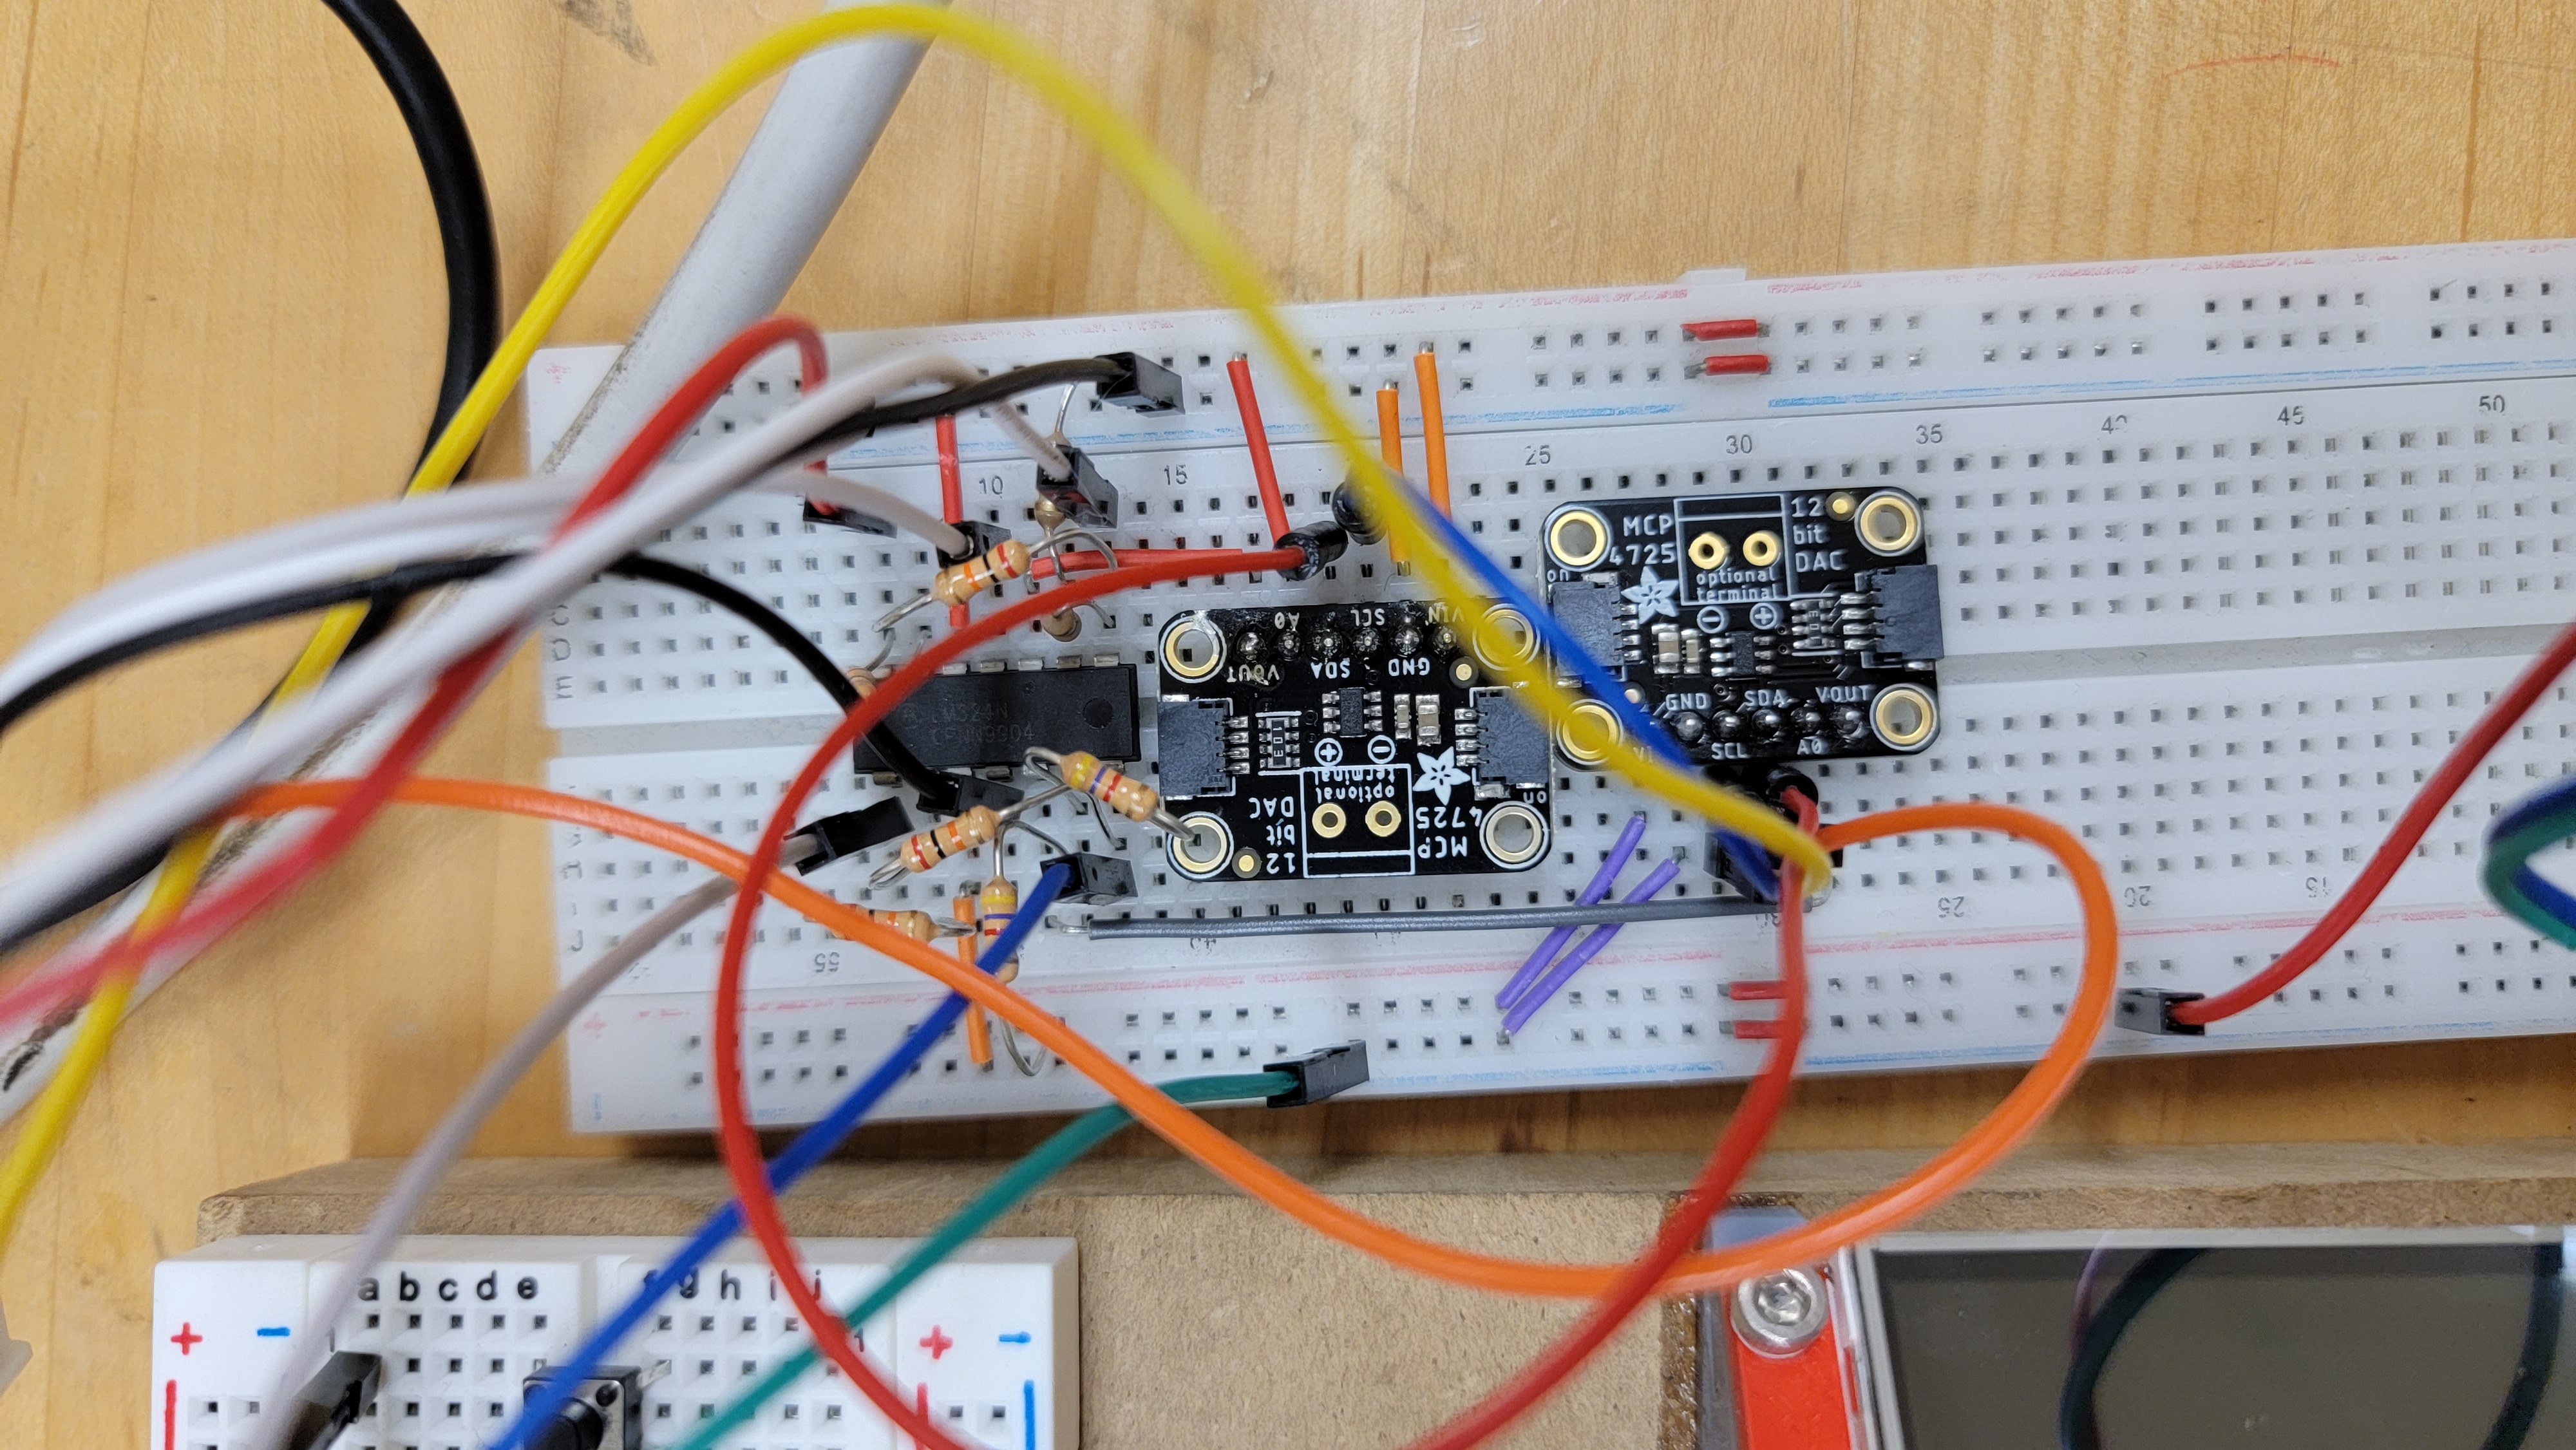 +
−
a
b
c
d
e
g
h
i
j
+
−
J
H
E
D
C
55
10
15
12
bit
DAC
103
VOUT
A0
SDA
SCL
GND
VIN
optional
terminal
+
−
MCP
4725
on
25
on
MCP
4725
GND
SCL
SDA
A0
VOUT
optional
terminal
−
+
12
bit
DAC
30
35
25
20
40
15
45
50